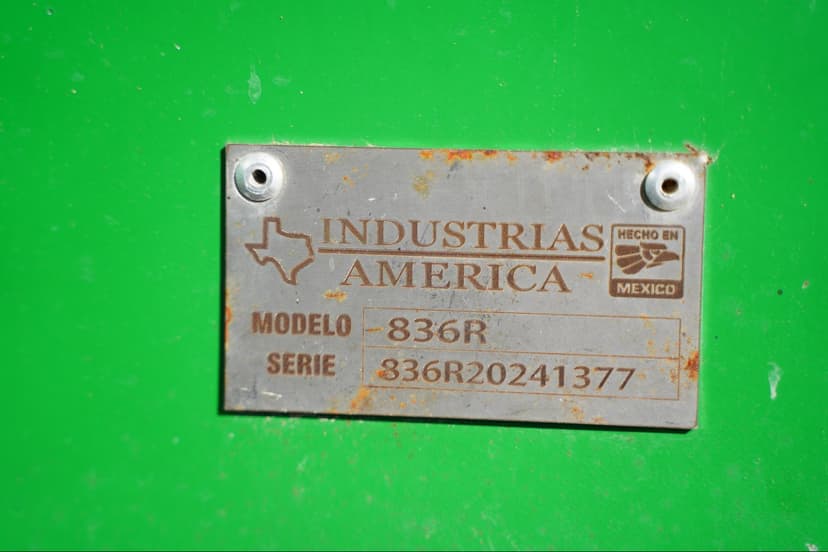 INDUSTRIAS
AMERICA
HECHO EN
MEXICO
MODELO 836R
SERIE 836R20241377